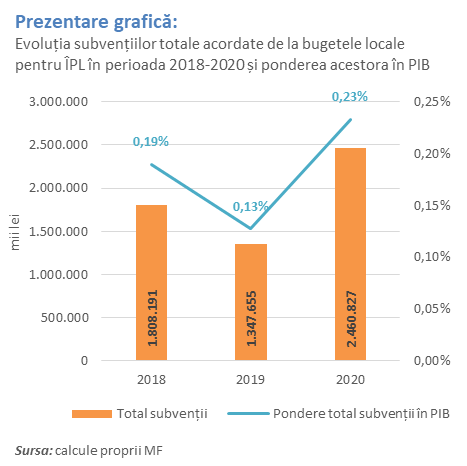 Prezentare grafică:
Evoluția subvențiilor totale acordate de la bugetele locale
pentru ÎPL în perioada 2018-2020 și ponderea acestora în PIB
3.000.000
2.500.000
2.000.000
1.500.000
1.000.000
500.000
0
mii lei
0,25%
0,20%
0,15%
0,10%
0,05%
0,00%
0,19%
0,13%
0,23%
1.808.191
1.347.655
2.460.827
2018 2019 2020
Total subvenții Pondere total subvenții în PIB
Sursa: calcule proprii MF